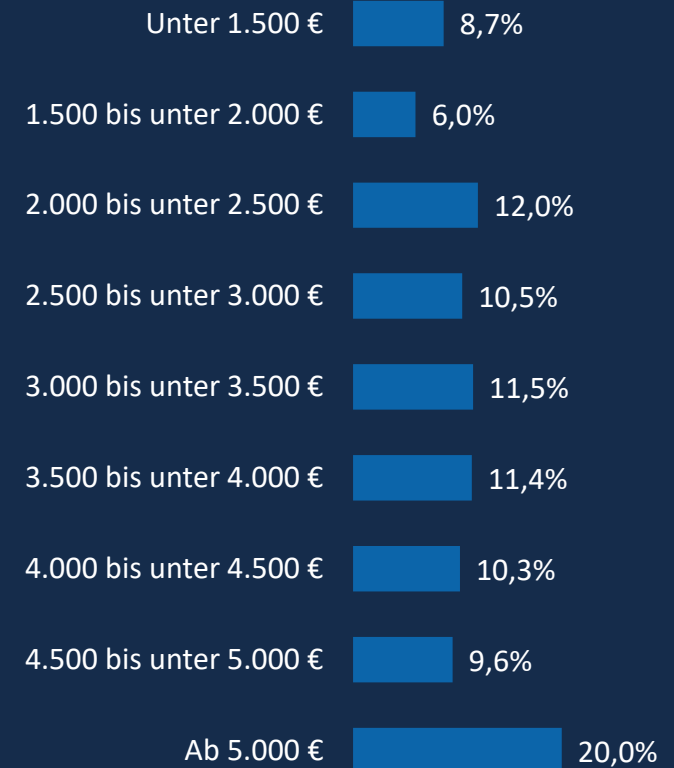 Unter 1.500 € 8,7%
1.500 bis unter 2.000 € 6,0%
2.000 bis unter 2.500 € 12,0%
2.500 bis unter 3.000 € 10,5%
3.000 bis unter 3.500 € 11,5%
3.500 bis unter 4.000 € 11,4%
4.000 bis unter 4.500 € 10,3%
4.500 bis unter 5.000 € 9,6%
Ab 5.000 € 20,0%